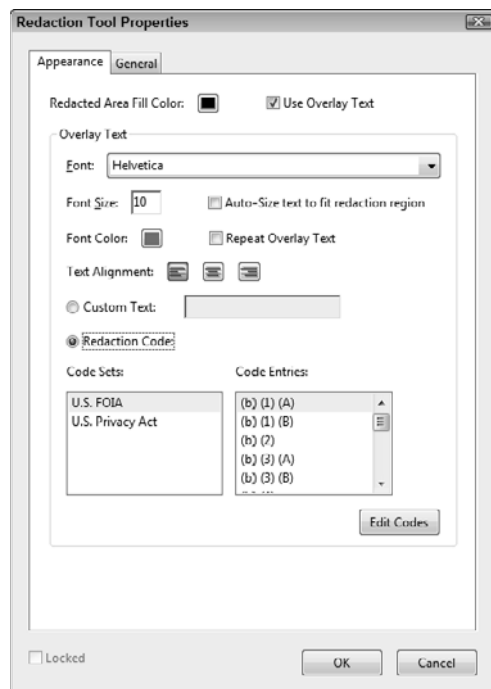 Redaction Tool Properties
Appearance General
Redacted Area Fill Color: Use Overlay Text
Overlay Text
Font: Helvetica
Font Size: 10 Auto-Size text to fit redaction region
Font Color: Repeat Overlay Text
Text Alignment:
Custom Text:
Redaction Code:
Code Sets: Code Entries:
U.S. FOIA (b) (1) (A)
U.S. Privacy Act (b) (1) (B)
(b) (2)
(b) (3) (A)
(b) (3) (B)
Edit Codes
Locked OK Cancel